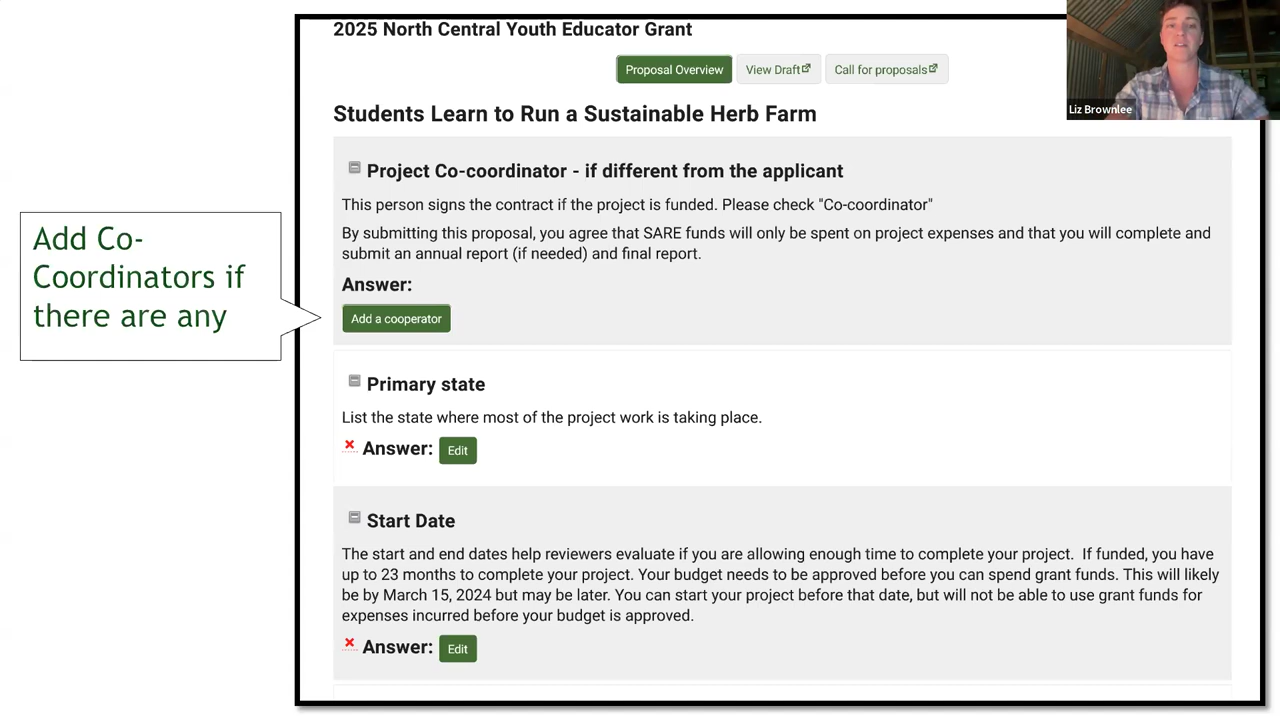 2025 North Central Youth Educator Grant
Proposal Overview
View Draft
Call for proposals
Liz Brownlee
Students Learn to Run a Sustainable Herb Farm
Project Co-coordinator - if different from the applicant
This person signs the contract if the project is funded. Please check "Co-coordinator"
By submitting this proposal, you agree that SARE funds will only be spent on project expenses and that you will complete and
submit an annual report (if needed) and final report.
Answer:
Add a cooperator
Add Co-
Coordinators if
there are any
Primary state
List the state where most of the project work is taking place.
Answer: Edit
Start Date
The start and end dates help reviewers evaluate if you are allowing enough time to complete your project. If funded, you have
up to 23 months to complete your project. Your budget needs to be approved before you can spend grant funds. This will likely
be by March 15, 2024 but may be later. You can start your project before that date, but will not be able to use grant funds for
expenses incurred before your budget is approved.
Answer: Edit